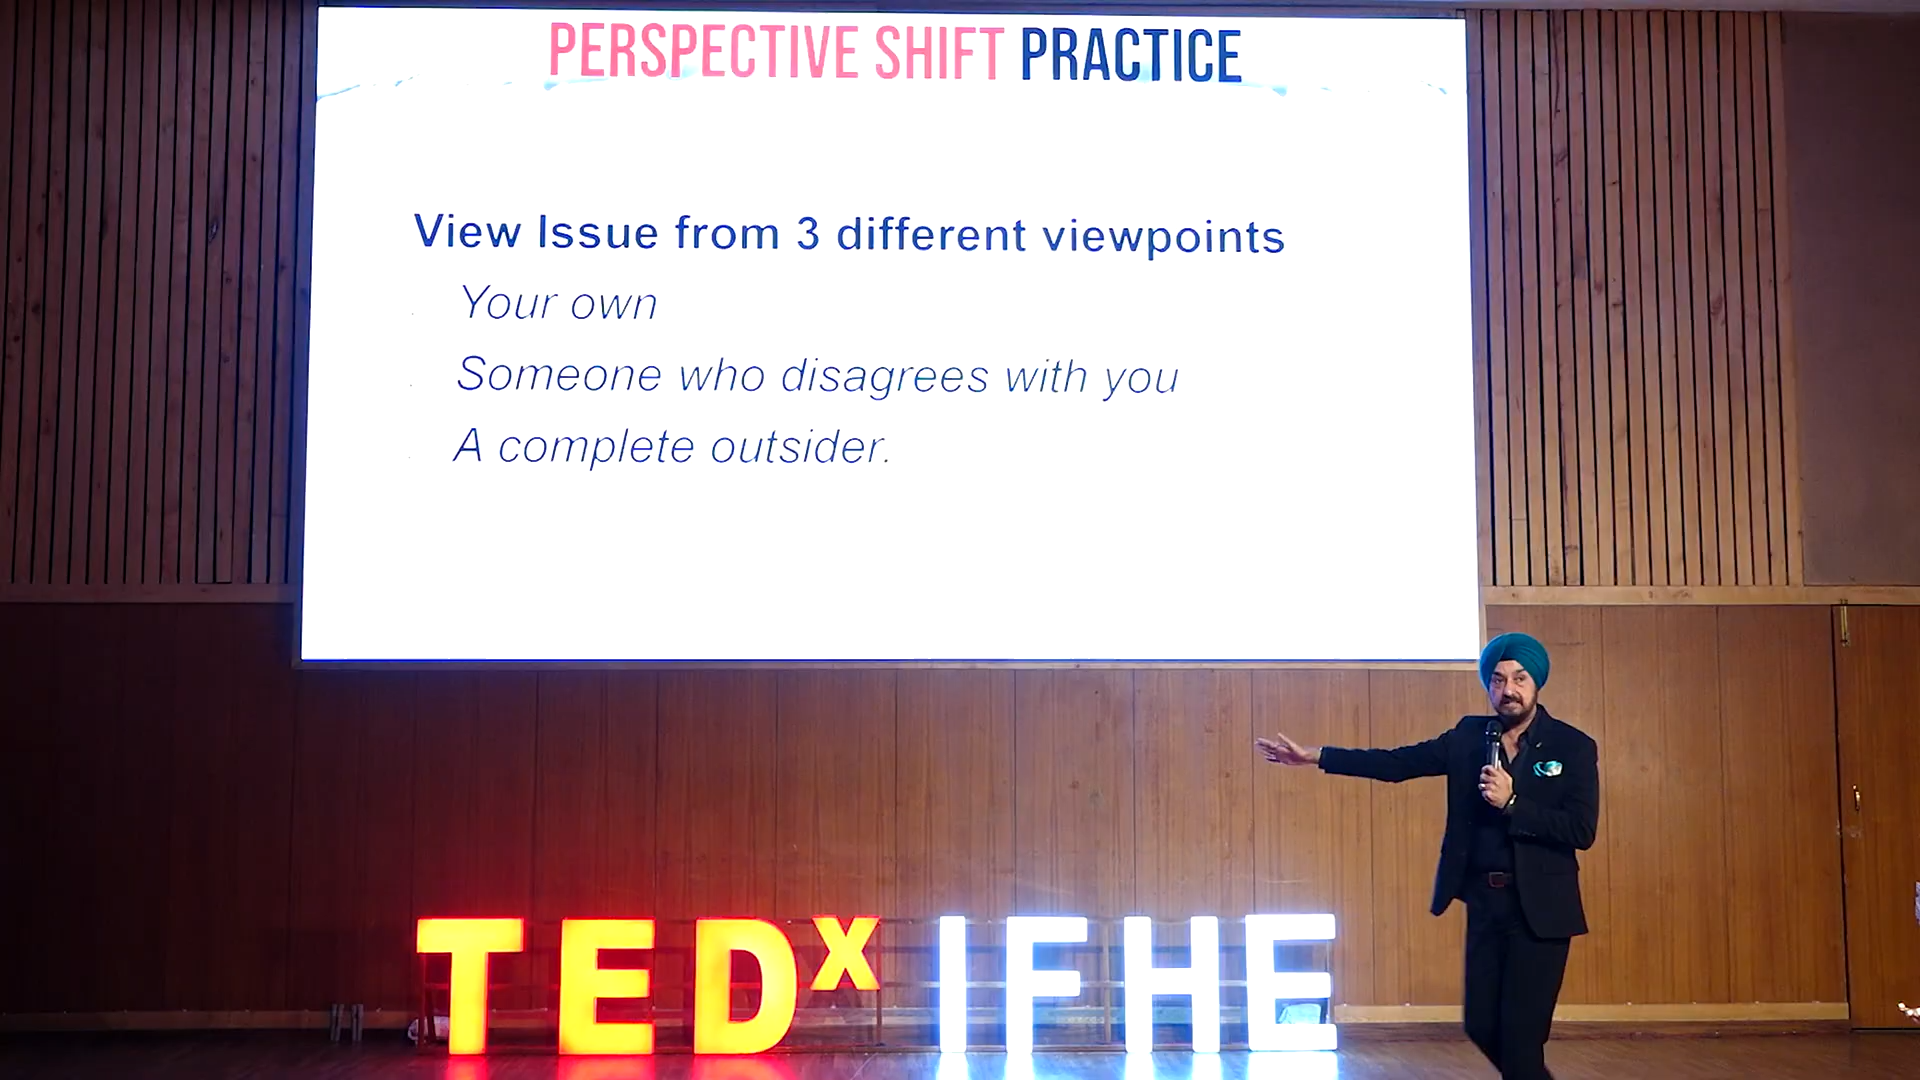 PERSPECTIVE SHIFT PRACTICE
View Issue from 3 different viewpoints
Your own
Someone who disagrees with you
A complete outsider.
TEDx IFHE